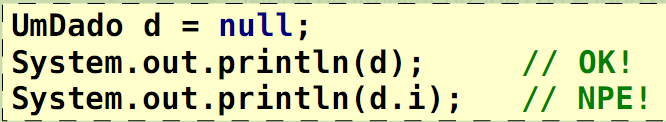 UmDado d = null;
System.out.println(d);     // OK!
System.out.println(d.i);   // NPE!